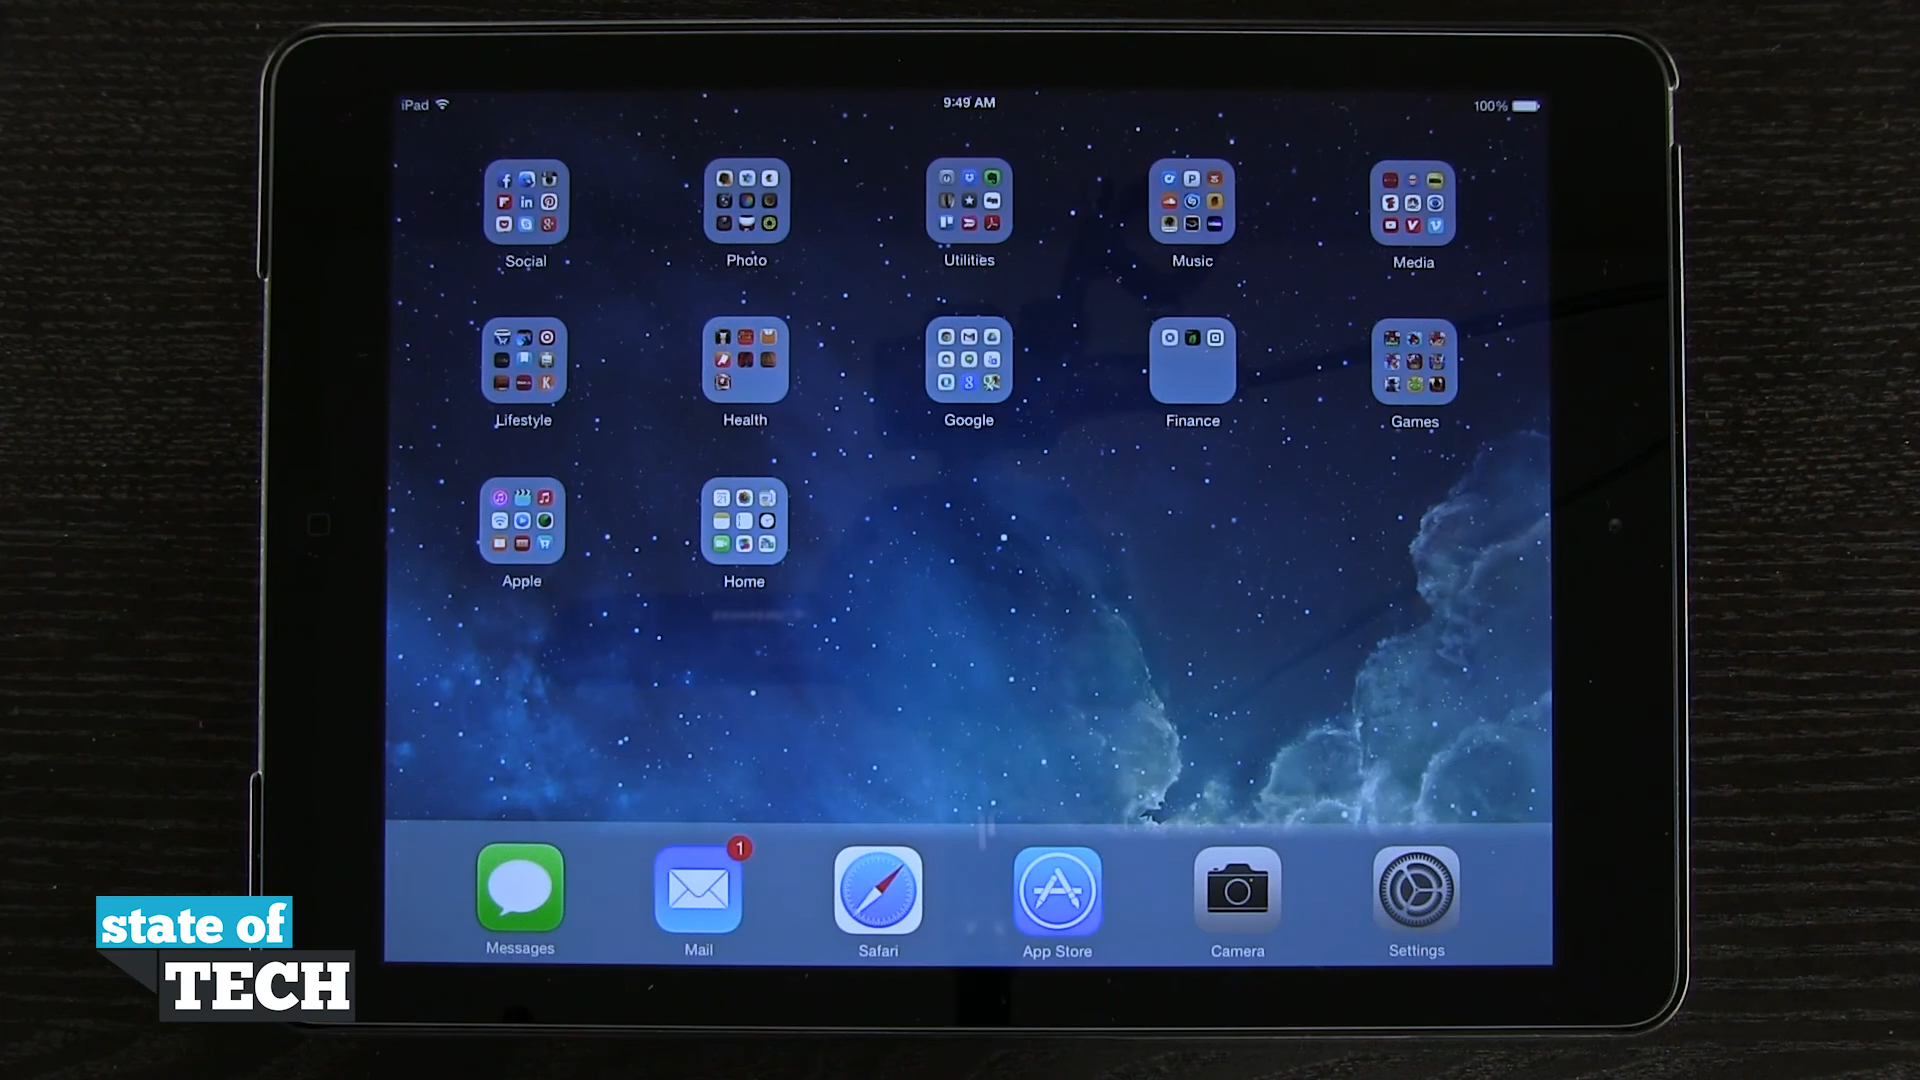 iPad
9:49 AM
100%
Social
Photo
Utilities
Music
Media
Lifestyle
Health
Google
Finance
Games
Apple
Home
1
Messages
Mail
Safari
App Store
Camera
Settings
state of
TECH